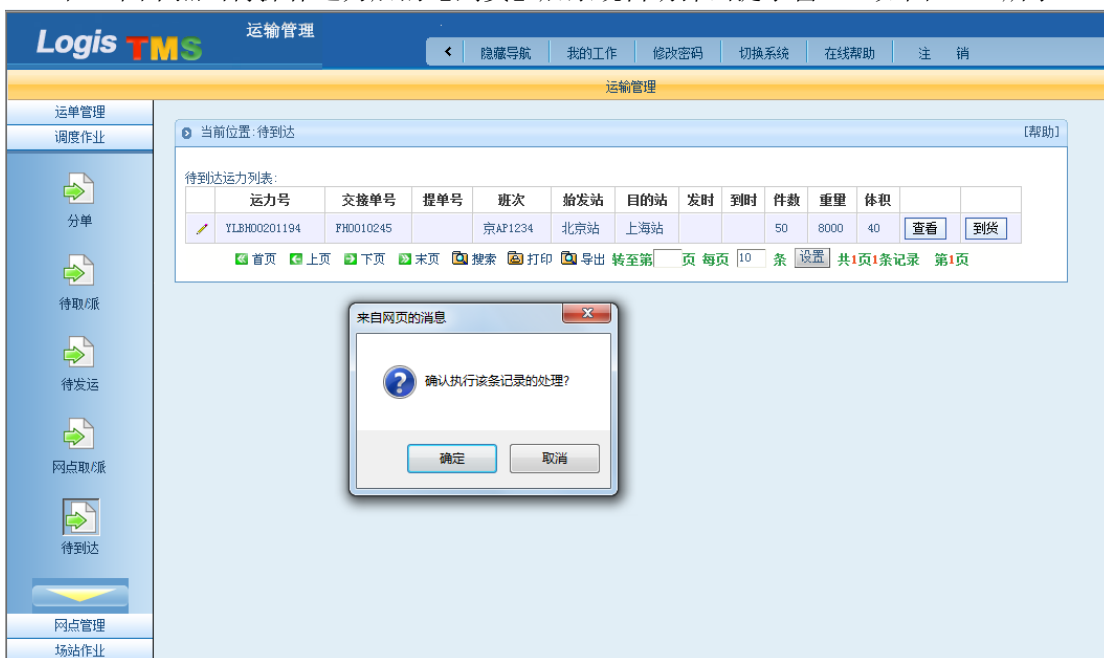 Logis TMS
运输管理
隐藏导航 我的工作 修改密码 切换系统 在线帮助 注 销
运输管理
运单管理
调度作业
分单
待取/派
待发运
网点取/派
待到达
网点管理
场站作业
当前位置:待到达 [帮助]
待到达运力列表:
运力号 交接单号 提单号 班次 始发站 目的站 发时 到时 件数 重量 体积
YLBH00201194 FH0010245 京AP1234 北京站 上海站 50 8000 40 查看 到货
首页 上页 下页 末页 搜索 打印 导出 转至第 页 每页 10 条 设置 共1页1条记录 第1页
来自网页的消息
确认执行该条记录的处理?
确定 取消